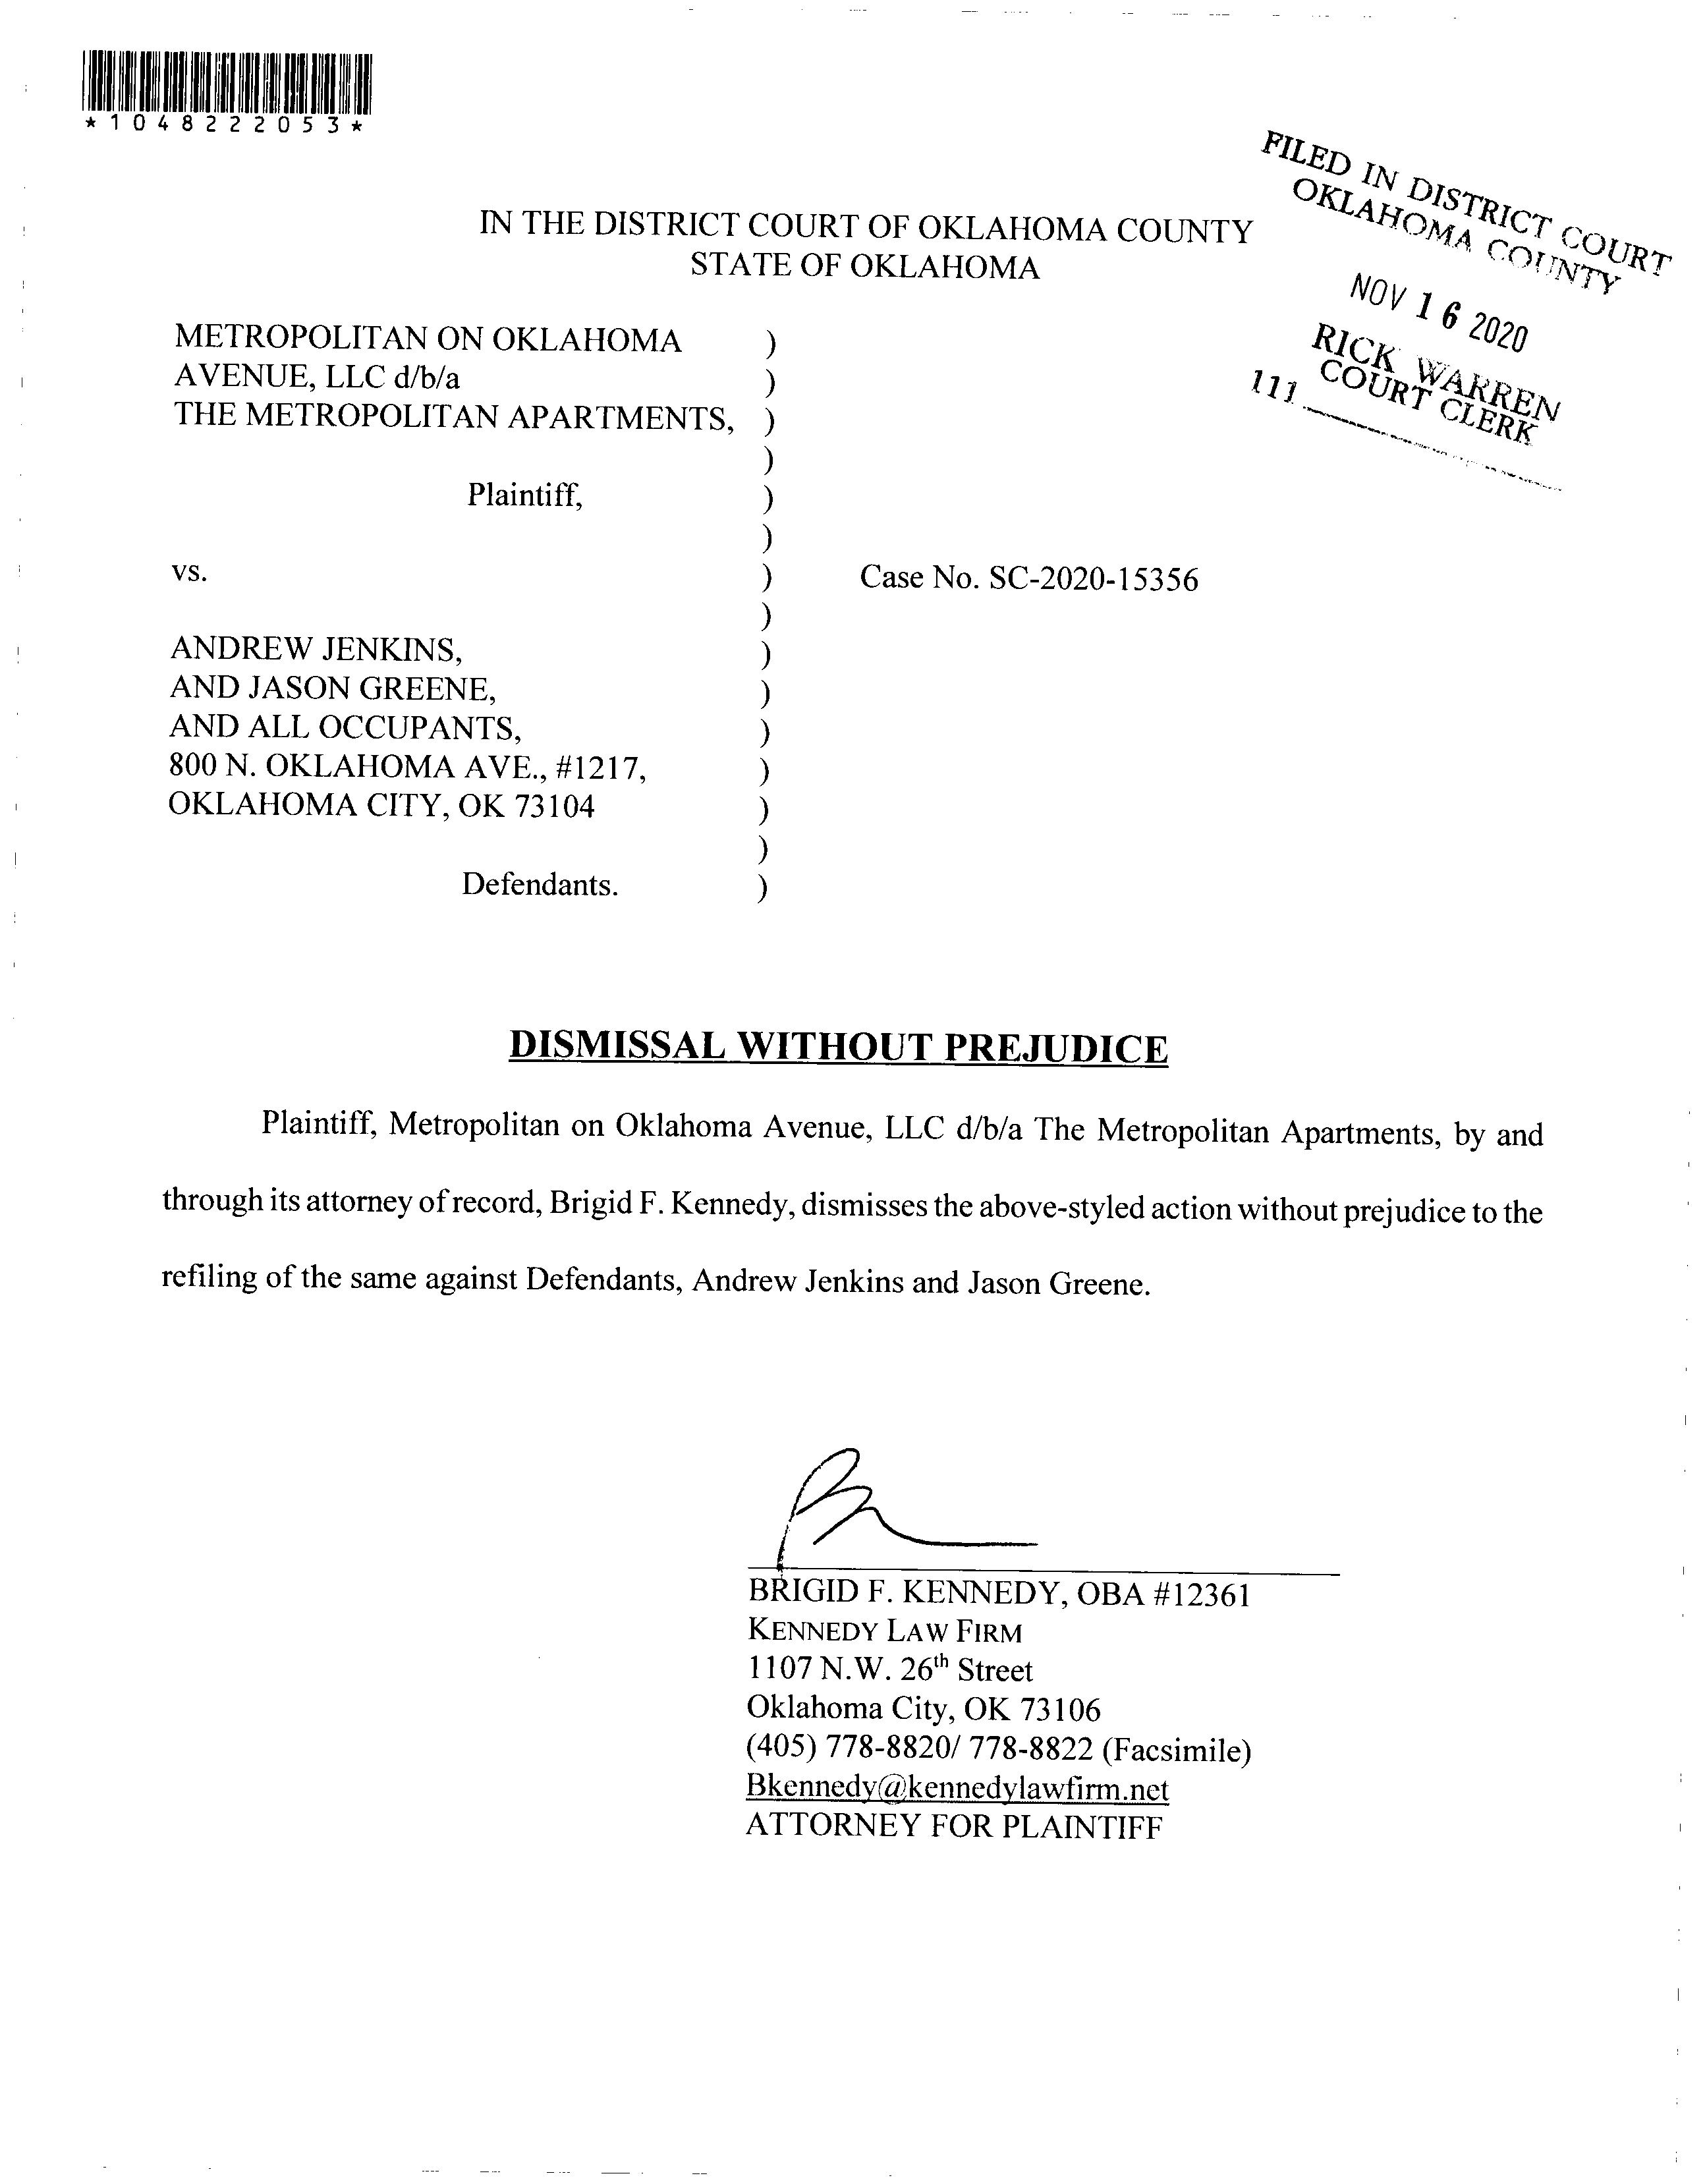 *1048222053*
FILED IN DISTRICT COURT
OKLAHOMA COUNTY
NOV 16 2020
RICK WARREN
COURT CLERK
111
IN THE DISTRICT COURT OF OKLAHOMA COUNTY
STATE OF OKLAHOMA
METROPOLITAN ON OKLAHOMA )
AVENUE, LLC d/b/a )
THE METROPOLITAN APARTMENTS, )
)
Plaintiff, )
)
vs. ) Case No. SC-2020-15356
)
ANDREW JENKINS, )
AND JASON GREENE, )
AND ALL OCCUPANTS, )
800 N. OKLAHOMA AVE., #1217, )
OKLAHOMA CITY, OK 73104 )
)
Defendants. )
DISMISSAL WITHOUT PREJUDICE
Plaintiff, Metropolitan on Oklahoma Avenue, LLC d/b/a The Metropolitan Apartments, by and
through its attorney of record, Brigid F. Kennedy, dismisses the above-styled action without prejudice to the
refiling of the same against Defendants, Andrew Jenkins and Jason Greene.
BRIGID F. KENNEDY, OBA #12361
KENNEDY LAW FIRM
1107 N.W. 26th Street
Oklahoma City, OK 73106
(405) 778-8820/ 778-8822 (Facsimile)
Bkennedy@kennedylawfirm.net
ATTORNEY FOR PLAINTIFF